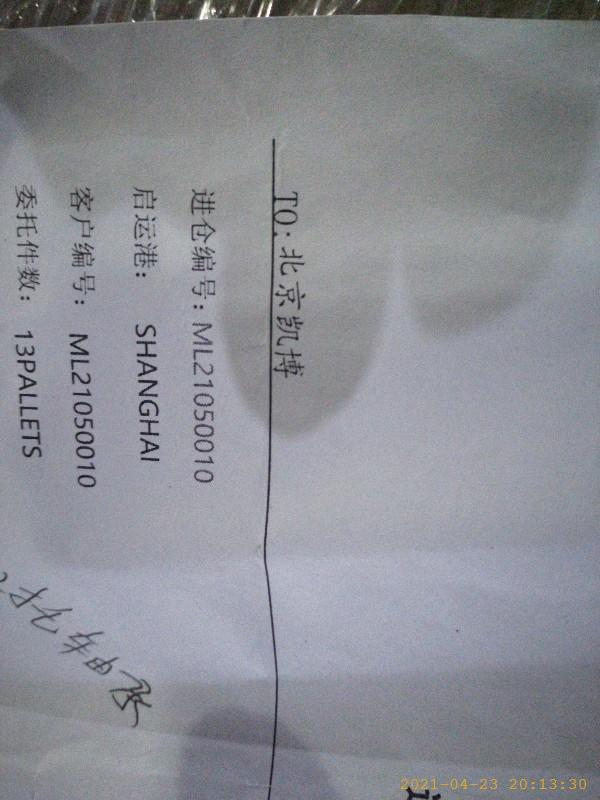 TO:北京凯博
进仓编号:ML21050010
启运港: SHANGHAI
客户编号: ML21050010
委托件数: 13PALLETS
2021-04-23 20:13:30